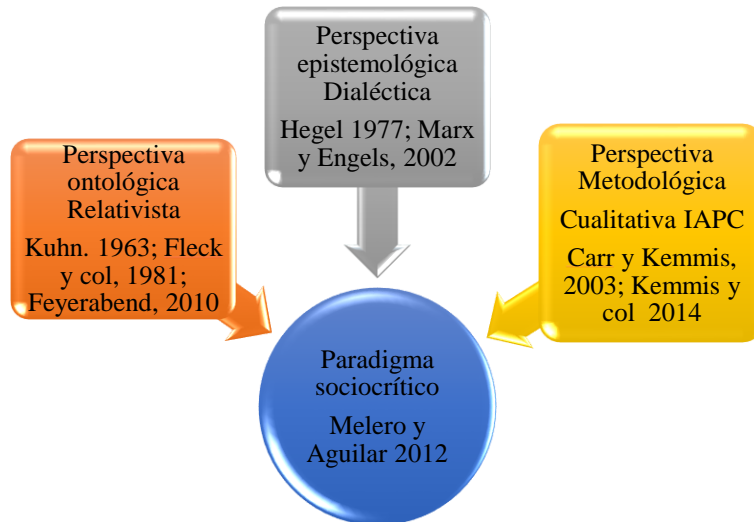 Perspectiva
ontológica
Relativista
Kuhn. 1963; Fleck
y col, 1981;
Feyerabend, 2010
Perspectiva
epistemológica
Dialéctica
Hegel 1977; Marx
y Engels, 2002
Perspectiva
Metodológica
Cualitativa IAPC
Carr y Kemmis,
2003; Kemmis y
col 2014
Paradigma
sociocrítico
Melero y
Aguilar 2012